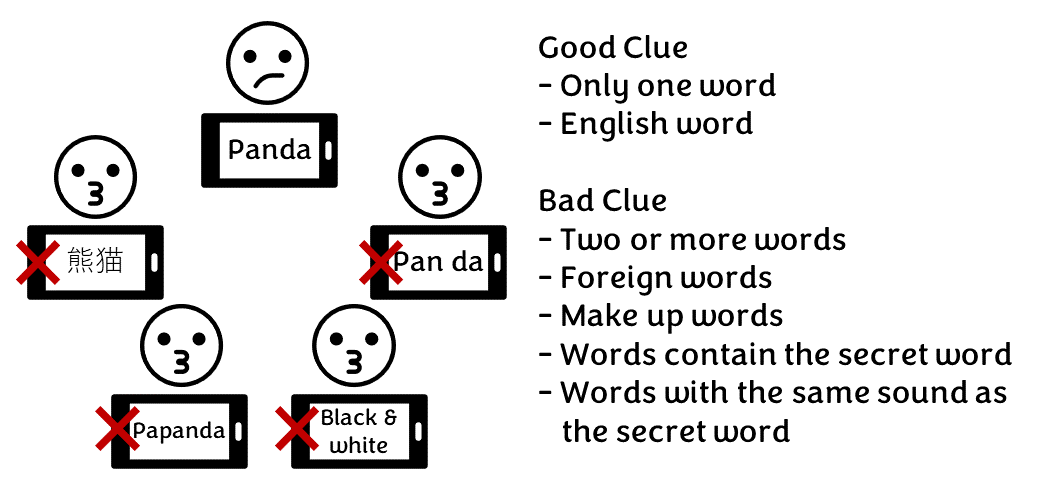 Panda
熊猫
Pan da
Papanda
Black &
white
Good Clue
- Only one word
- English word
Bad Clue
- Two or more words
- Foreign words
- Make up words
- Words contain the secret word
- Words with the same sound as
the secret word